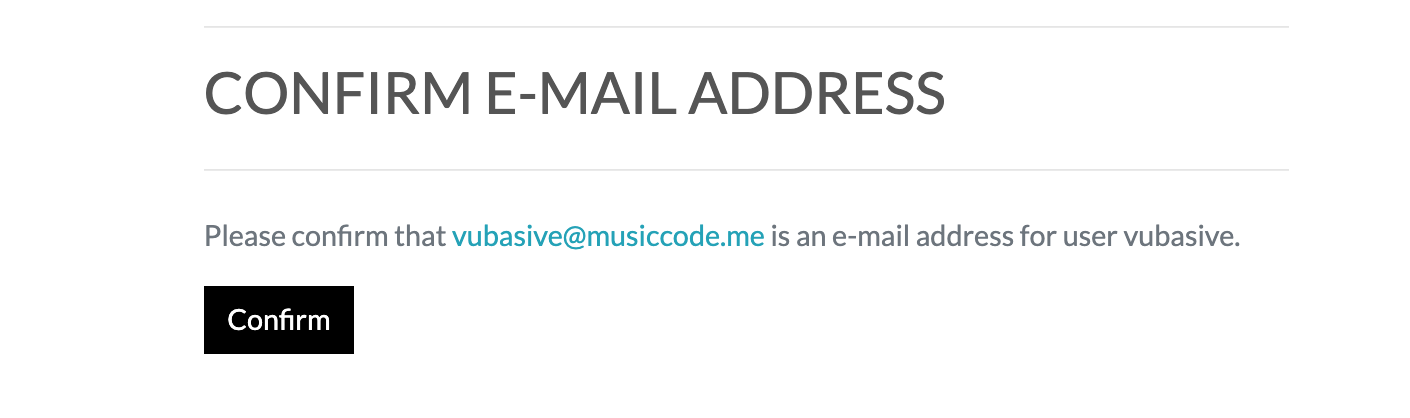 CONFIRM E-MAIL ADDRESS
Please confirm that vubasive@musiccode.me is an e-mail address for user vubasive.
Confirm